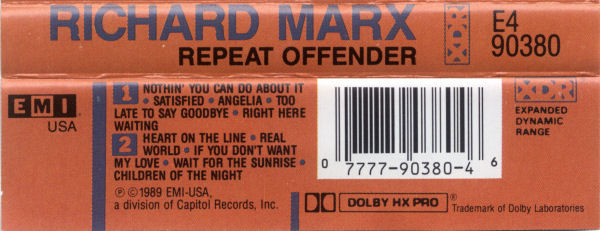 RICHARD MARX
REPEAT OFFENDER
XDR
E4
90380
EMI
USA
1 NOTHIN' YOU CAN DO ABOUT IT
• SATISFIED • ANGELIA • TOO
LATE TO SAY GOODBYE • RIGHT HERE
WAITING
2 HEART ON THE LINE • REAL
WORLD • IF YOU DON'T WANT
MY LOVE • WAIT FOR THE SUNRISE •
CHILDREN OF THE NIGHT
℗ © 1989 EMI-USA,
a division of Capitol Records, Inc.
0 7777-90380-4 6
XDR
EXPANDED
DYNAMIC
RANGE
DOLBY HX PRO ®
Trademark of Dolby Laboratories